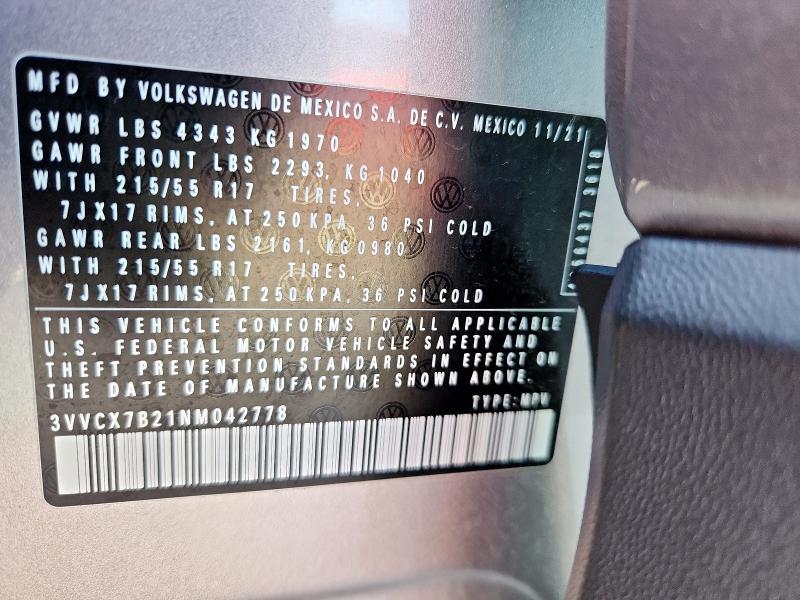 MFD BY VOLKSWAGEN DE MEXICO S.A. DE C.V. MEXICO 11/21
GVWR LBS 4343 KG 1970
GAWR FRONT LBS 2293, KG 1040
WITH 215/55 R17 TIRES,
7JX17 RIMS, AT 250 KPA, 36 PSI COLD
GAWR REAR LBS 2161, KG 0980
WITH 215/55 R17 TIRES,
7JX17 RIMS, AT 250 KPA, 36 PSI COLD
THIS VEHICLE CONFORMS TO ALL APPLICABLE
U.S. FEDERAL MOTOR VEHICLE SAFETY AND
THEFT PREVENTION STANDARDS IN EFFECT ON
THE DATE OF MANUFACTURE SHOWN ABOVE.
TYPE:MPV
3VVCX7B21NM042778
3618